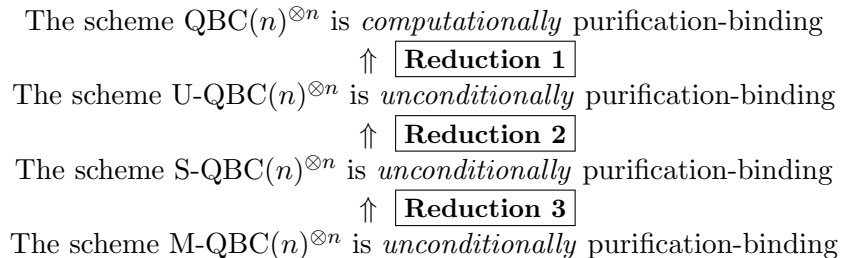 The scheme QBC(n)^{⊗n} is computationally purification-binding
⇑ Reduction 1
The scheme U-QBC(n)^{⊗n} is unconditionally purification-binding
⇑ Reduction 2
The scheme S-QBC(n)^{⊗n} is unconditionally purification-binding
⇑ Reduction 3
The scheme M-QBC(n)^{⊗n} is unconditionally purification-binding